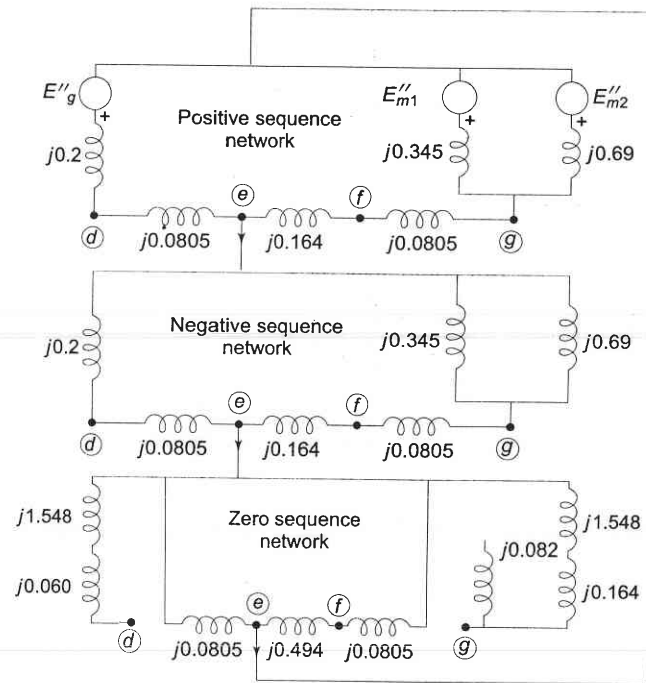 E''g
E''m1
E''m2
Positive sequence
network
j0.2
j0.345
j0.69
e
f
d
j0.0805
j0.164
j0.0805
g
Negative sequence
network
j0.2
j0.345
j0.69
e
f
d
j0.0805
j0.164
j0.0805
g
j1.548
Zero sequence
network
j0.082
j1.548
j0.060
j0.164
e
f
d
g
j0.0805
j0.494
j0.0805